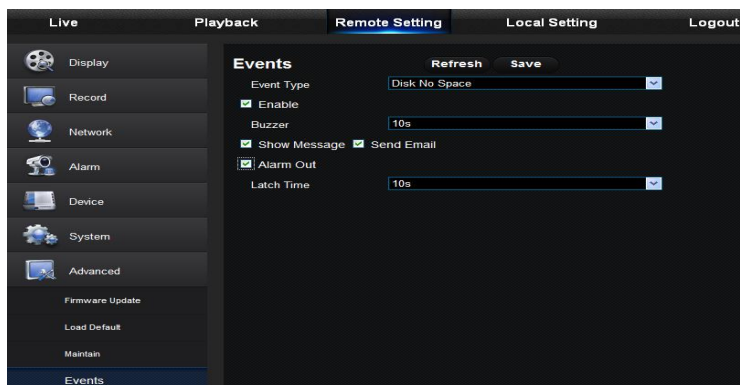 Live Playback Remote Setting Local Setting Logout
Display
Record
Network
Alarm
Device
System
Advanced
Firmware Update
Load Default
Maintain
Events
Events Refresh Save
Event Type Disk No Space
Enable
Buzzer 10s
Show Message Send Email
Alarm Out
Latch Time 10s